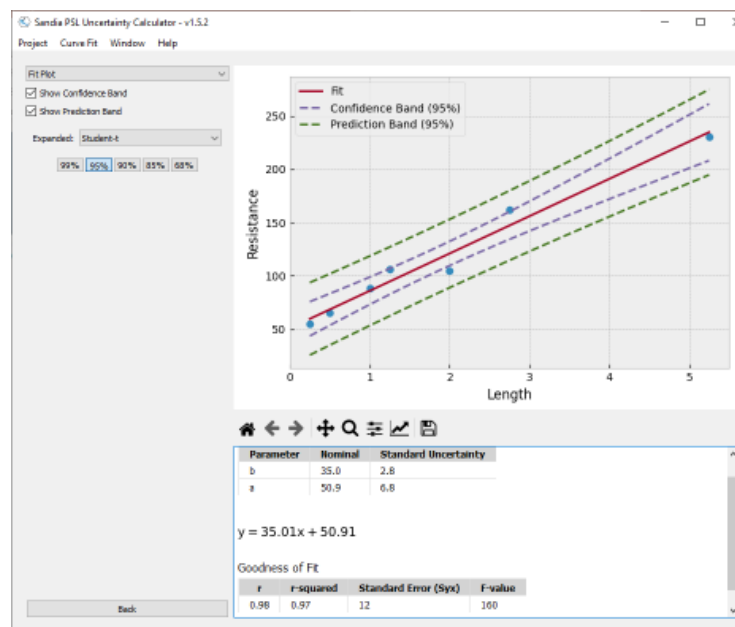 Sandia PSL Uncertainty Calculator - v1.5.2
Project Curve Fit Window Help
Fit Plot
Show Confidence Band
Show Prediction Band
Expanded: Student-t
99% 95% 90% 85% 68%
Fit
Confidence Band (95%)
Prediction Band (95%)
250
200
150
100
50
Resistance
0 1 2 3 4 5
Length
Parameter Nominal Standard Uncertainty
b 35.0 2.8
a 50.9 6.8
y = 35.01x + 50.91
Goodness of Fit
r r-squared Standard Error (Syx) F-value
0.98 0.97 12 160
Back